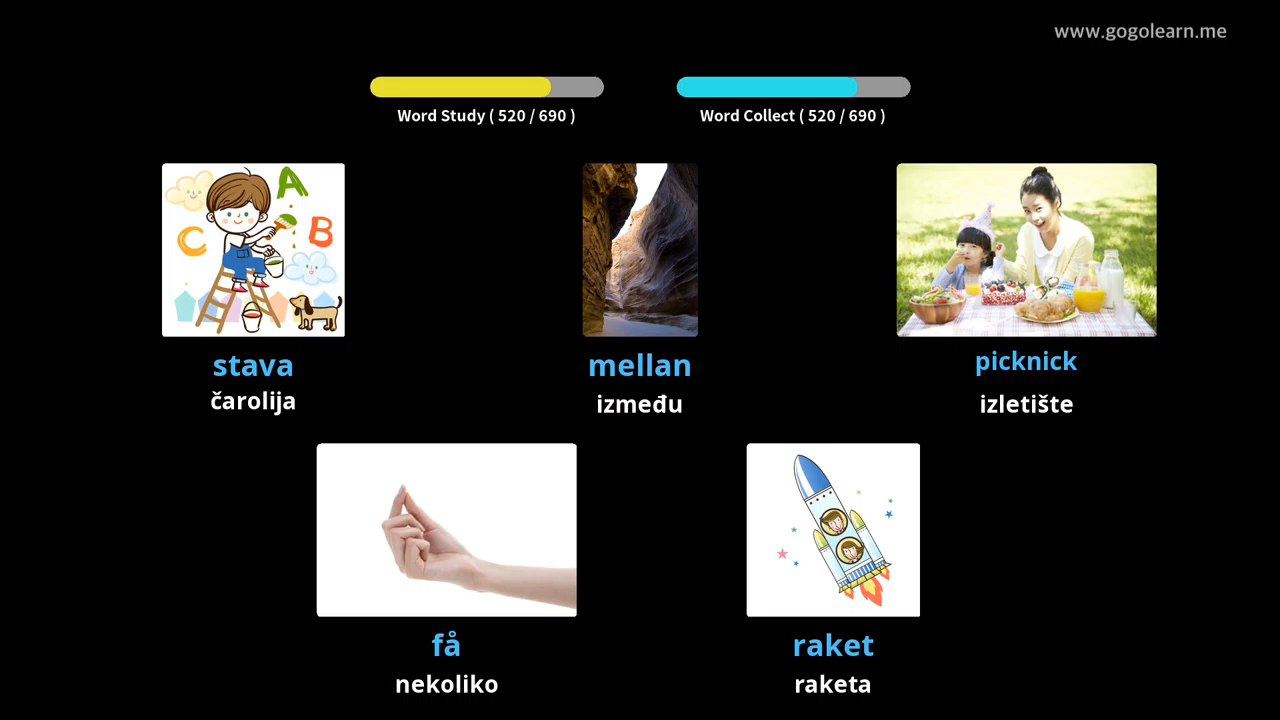 www.gogolearn.me
Word Study ( 520 / 690 )
Word Collect ( 520 / 690 )
A
B
C
stava
čarolija
mellan
između
picknick
izletište
få
nekoliko
raket
raketa